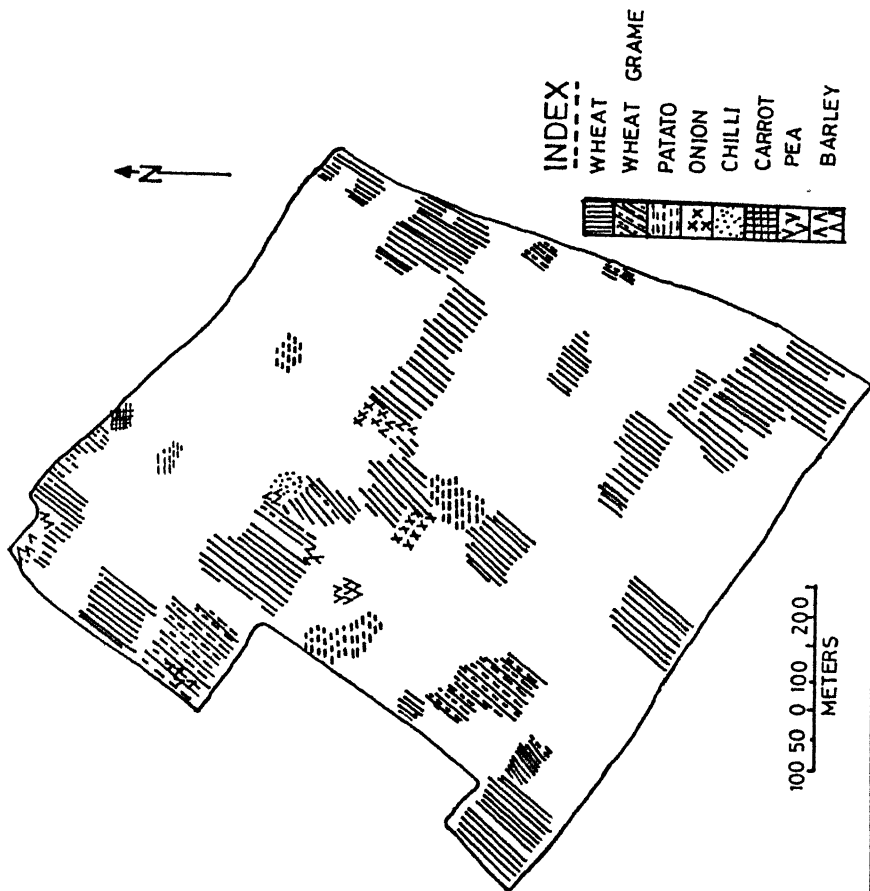 N
INDEX
WHEAT
WHEAT GRAME
PATATO
ONION
CHILLI
CARROT
PEA
BARLEY
100 50 0 100 200
METERS